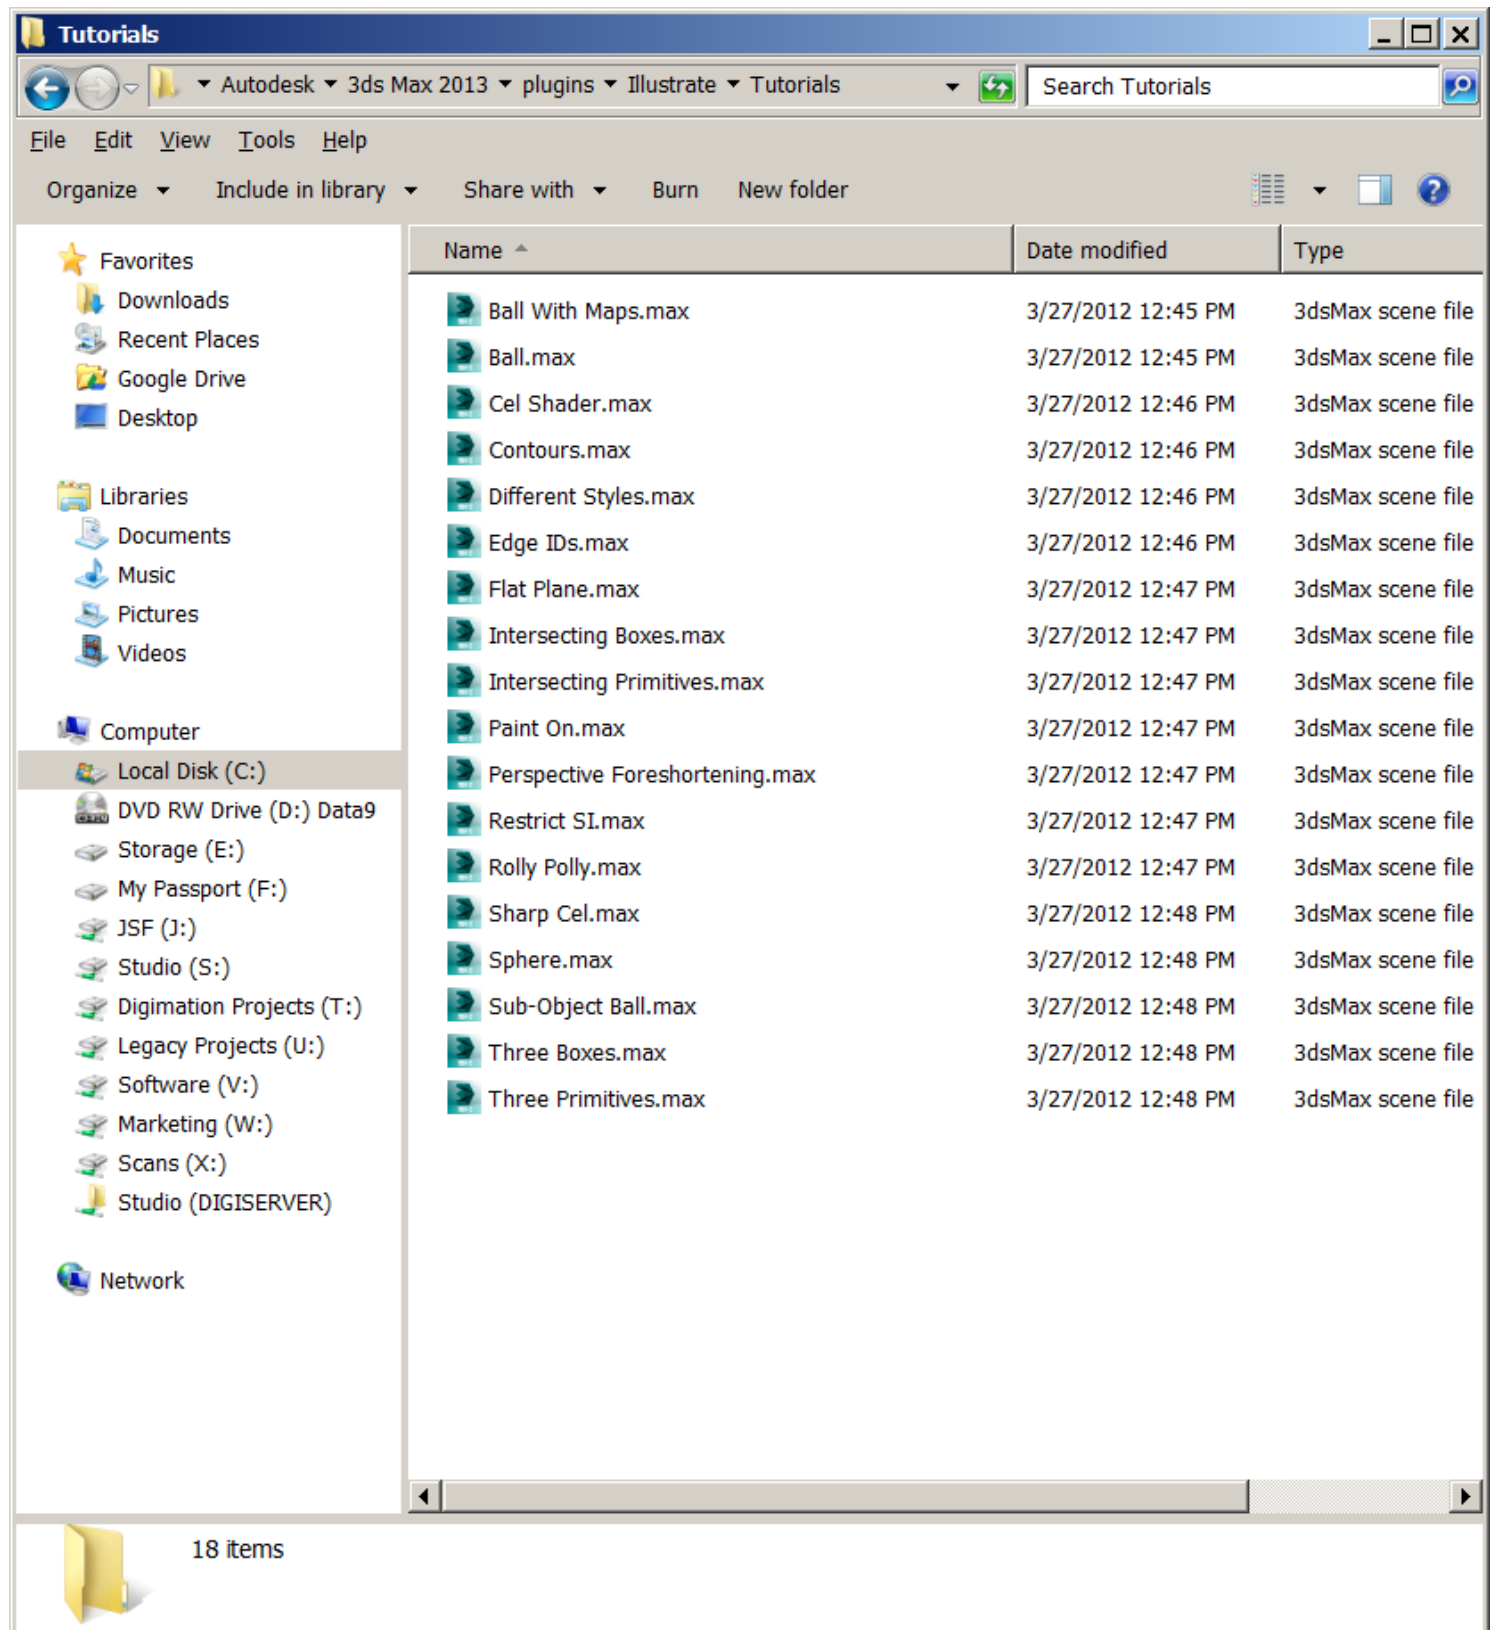 Tutorials
Autodesk 3ds Max 2013 plugins Illustrate Tutorials Search Tutorials
File Edit View Tools Help
Organize Include in library Share with Burn New folder
Name Date modified Type
Favorites
Downloads
Recent Places
Google Drive
Desktop
Libraries
Documents
Music
Pictures
Videos
Computer
Local Disk (C:)
DVD RW Drive (D:) Data9
Storage (E:)
My Passport (F:)
JSF (J:)
Studio (S:)
Digimation Projects (T:)
Legacy Projects (U:)
Software (V:)
Marketing (W:)
Scans (X:)
Studio (DIGISERVER)
Network
Ball With Maps.max 3/27/2012 12:45 PM 3dsMax scene file
Ball.max 3/27/2012 12:45 PM 3dsMax scene file
Cel Shader.max 3/27/2012 12:46 PM 3dsMax scene file
Contours.max 3/27/2012 12:46 PM 3dsMax scene file
Different Styles.max 3/27/2012 12:46 PM 3dsMax scene file
Edge IDs.max 3/27/2012 12:46 PM 3dsMax scene file
Flat Plane.max 3/27/2012 12:47 PM 3dsMax scene file
Intersecting Boxes.max 3/27/2012 12:47 PM 3dsMax scene file
Intersecting Primitives.max 3/27/2012 12:47 PM 3dsMax scene file
Paint On.max 3/27/2012 12:47 PM 3dsMax scene file
Perspective Foreshortening.max 3/27/2012 12:47 PM 3dsMax scene file
Restrict SI.max 3/27/2012 12:47 PM 3dsMax scene file
Rolly Polly.max 3/27/2012 12:47 PM 3dsMax scene file
Sharp Cel.max 3/27/2012 12:48 PM 3dsMax scene file
Sphere.max 3/27/2012 12:48 PM 3dsMax scene file
Sub-Object Ball.max 3/27/2012 12:48 PM 3dsMax scene file
Three Boxes.max 3/27/2012 12:48 PM 3dsMax scene file
Three Primitives.max 3/27/2012 12:48 PM 3dsMax scene file
18 items